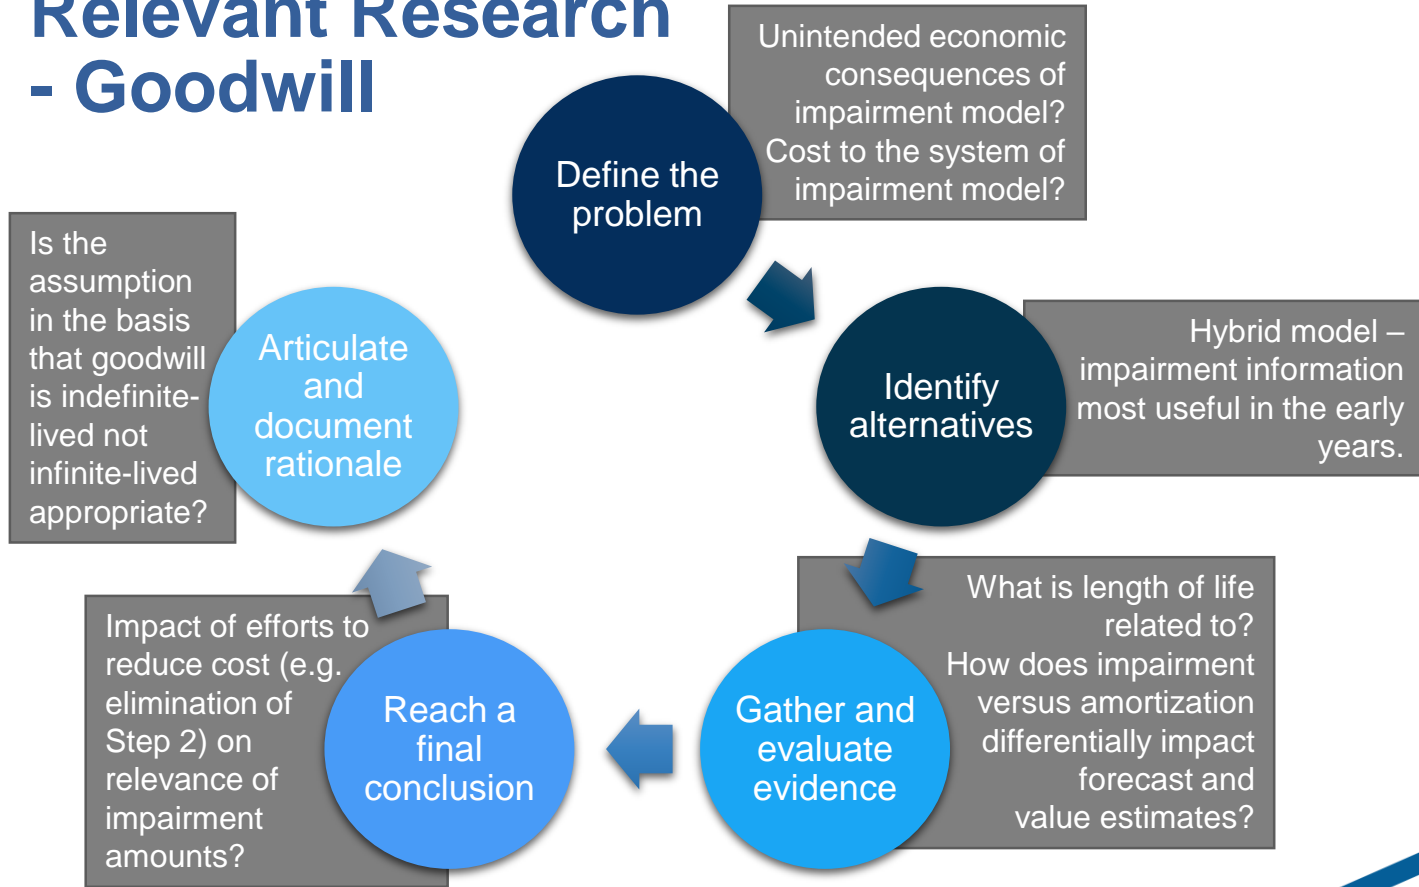 Relevant Research
- Goodwill
Unintended economic
consequences of
impairment model?
Cost to the system of
impairment model?
Define the
problem
Hybrid model –
impairment information
most useful in the early
years.
Identify
alternatives
What is length of life
related to?
How does impairment
versus amortization
differentially impact
forecast and
value estimates?
Gather and
evaluate
evidence
Impact of efforts to
reduce cost (e.g.
elimination of
Step 2) on
relevance of
impairment
amounts?
Reach a
final
conclusion
Is the
assumption
in the basis
that goodwill
is indefinite-
lived not
infinite-lived
appropriate?
Articulate
and
document
rationale